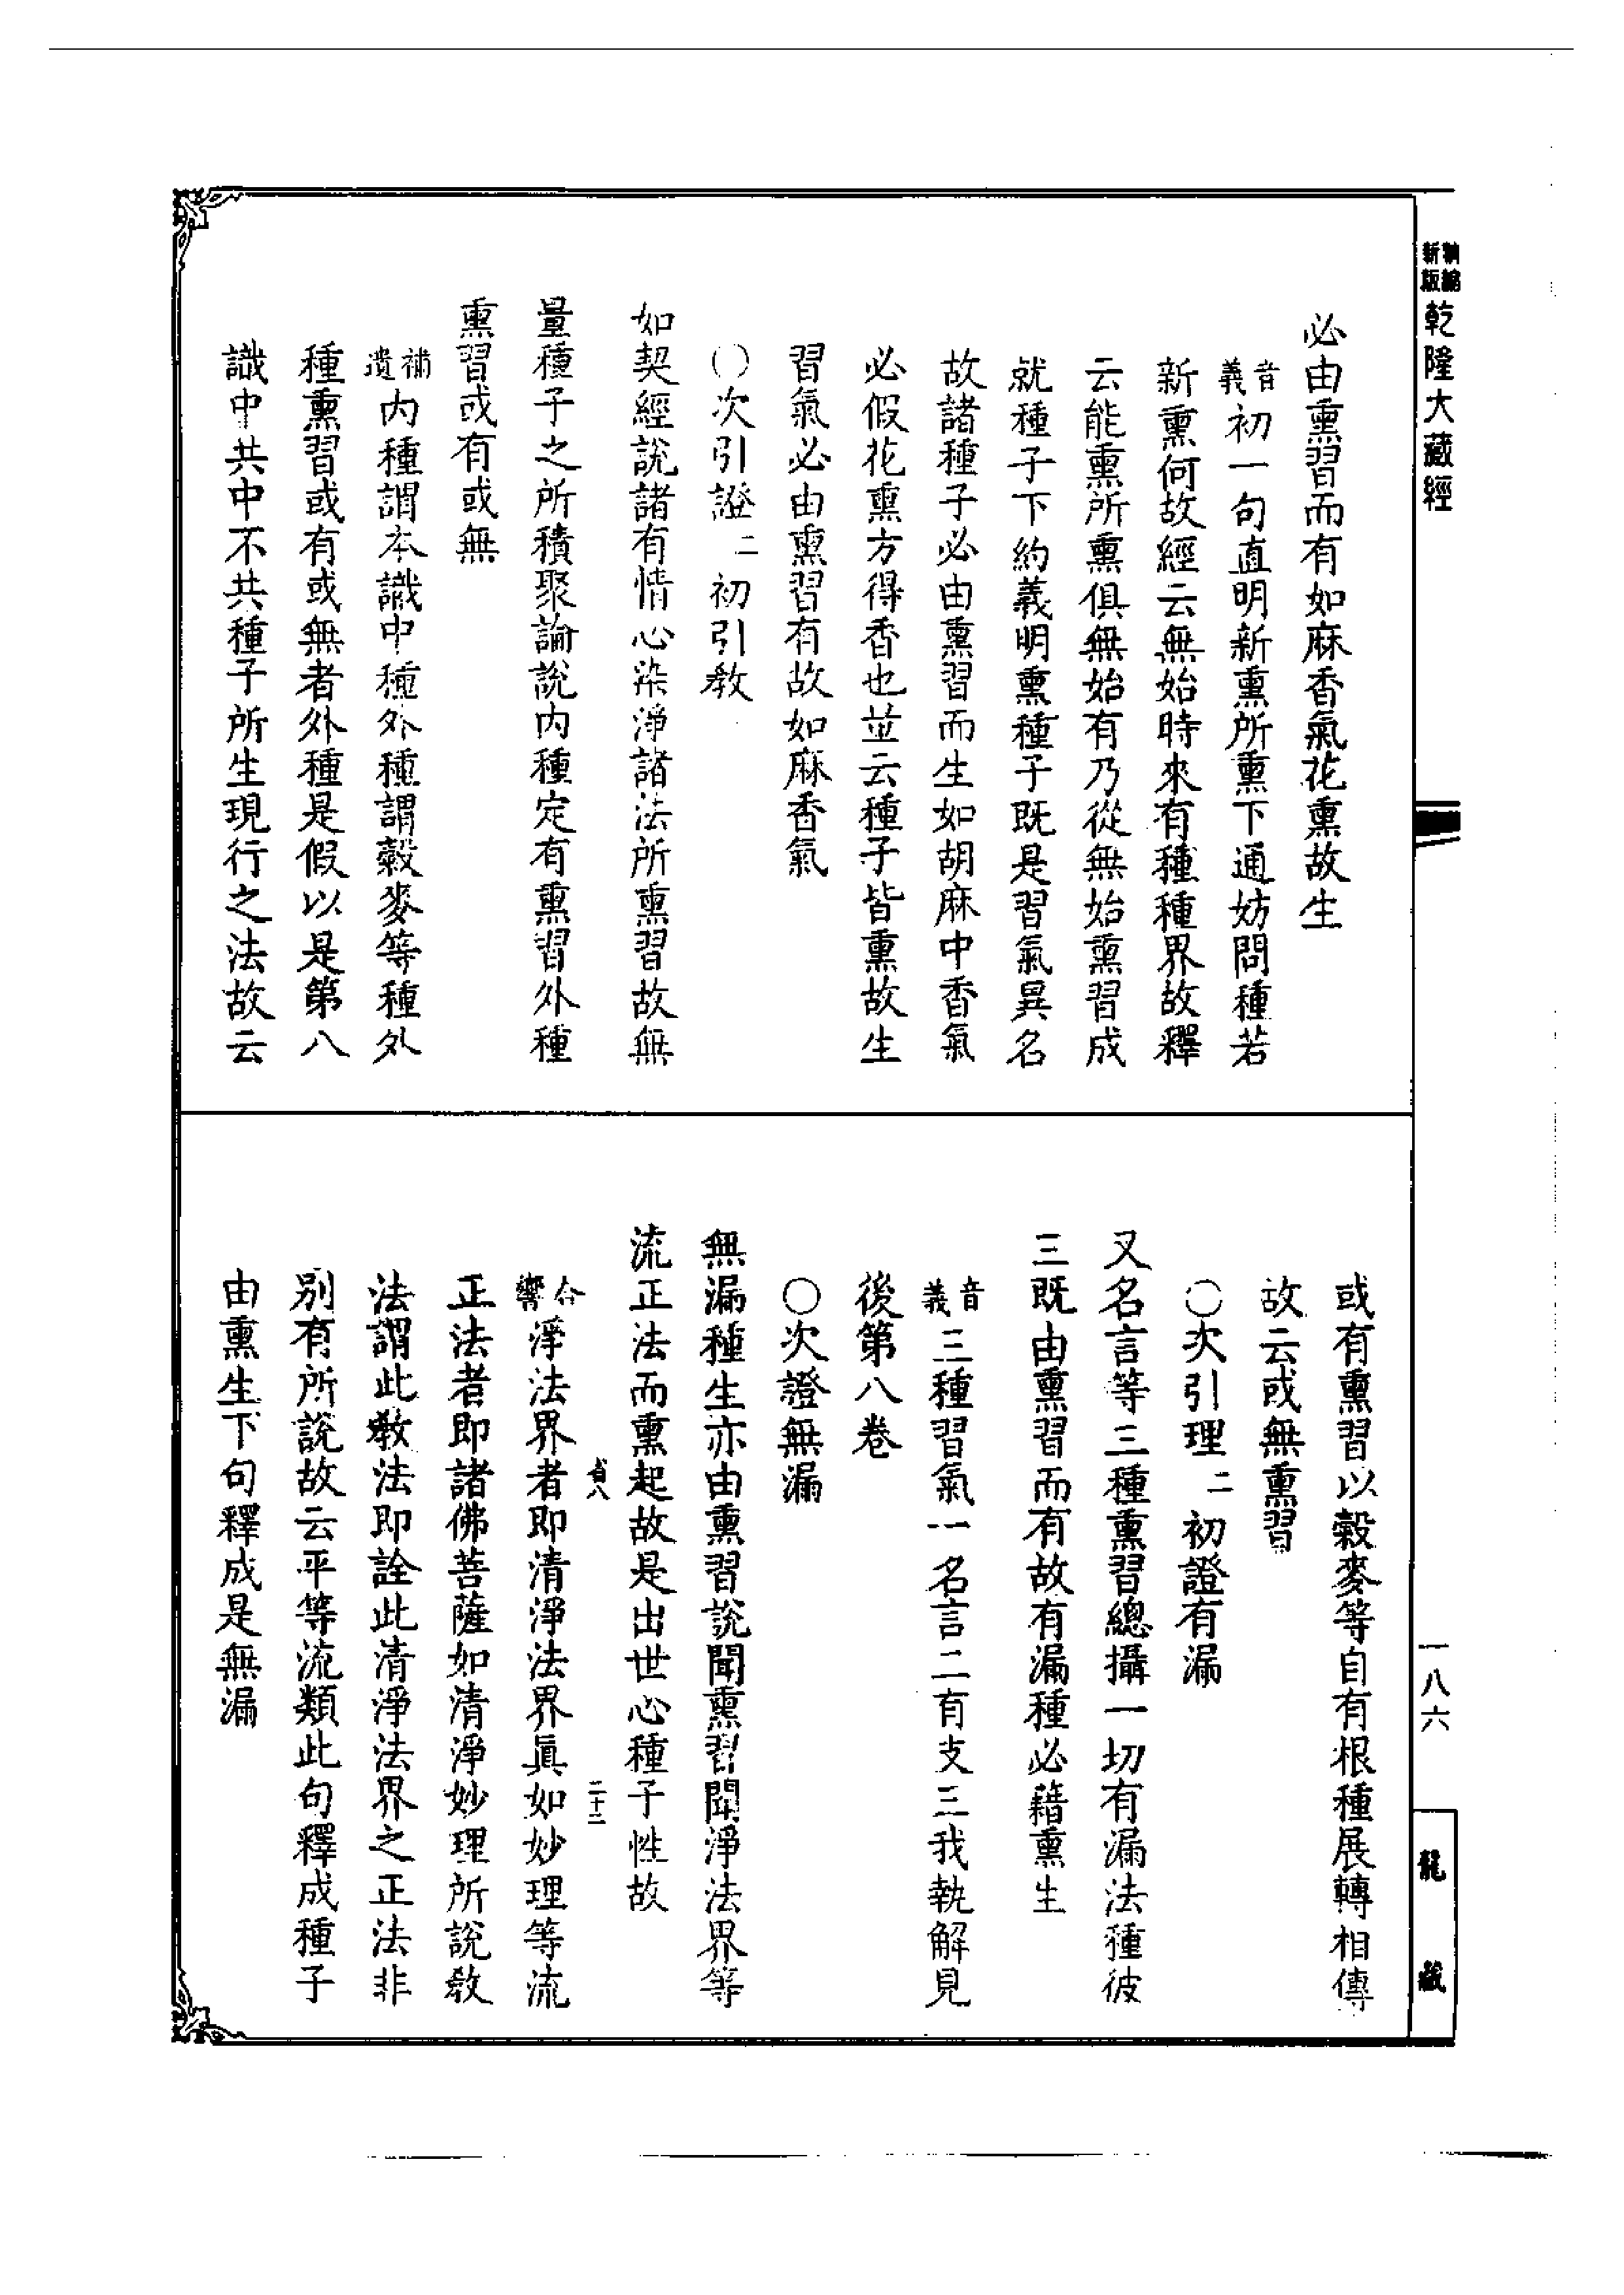 新編
新版
乾隆大藏經
必由熏習而有如麻香氣花熏故生
音義初一句直明新熏所熏下通妨問種若
新熏何故經云無始時來有種種界故釋
云能熏所熏俱無始有乃從無始熏習成
就種子下約義明熏種子既是習氣異名
故諸種子必由熏習而生如胡麻中香氣
必假花熏方得香也並云種子皆熏故生
習氣必由熏習有故如麻香氣
○次引證二初引教
如契經說諸有情心染淨諸法所熏習故無
量種子之所積聚論說內種定有熏習外種
熏習或有或無
補遺內種謂本識中種外種謂穀麥等種外
種熏習或有或無者外種是假以是第八
識中共中不共種子所生現行之法故云
或有熏習以穀麥等自有根種展轉相傳
故云或無熏習
○次引理二初證有漏
又名言等三種熏習總攝一切有漏法種彼
三既由熏習而有故有漏種必藉熏生
音義三種習氣一名言二有支三我執解見
後第八卷
○次證無漏
無漏種生亦由熏習說聞熏習聞淨法界等
流正法而熏起故是出世心種子性故
貞八
二十二
合響淨法界者即清淨法界真如妙理等流
正法者即諸佛菩薩如清淨妙理所說教
法謂此教法即詮此清淨法界之正法非
別有所說故云平等流類此句釋成種子
由熏生下句釋成是無漏
一八六
龍藏